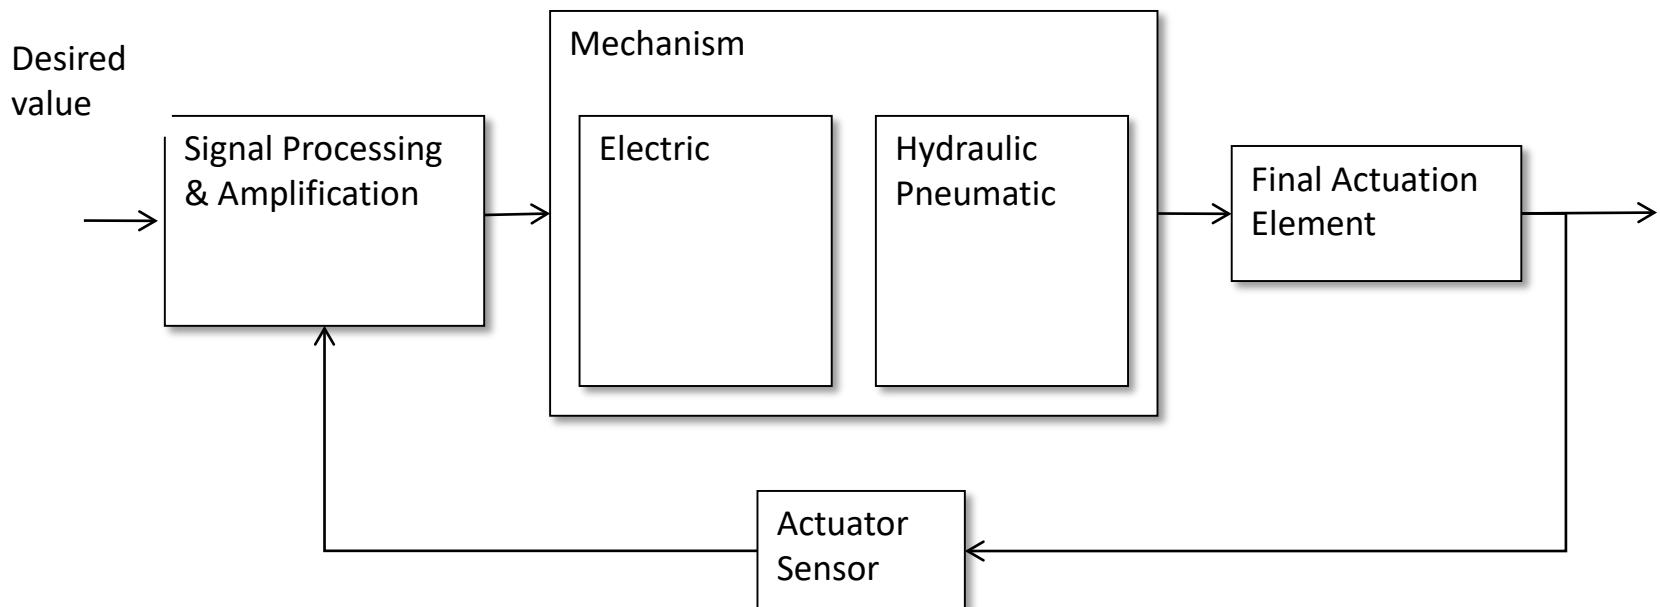 Desired
value
Signal Processing
& Amplification
Mechanism
Electric
Hydraulic
Pneumatic
Final Actuation
Element
Actuator
Sensor